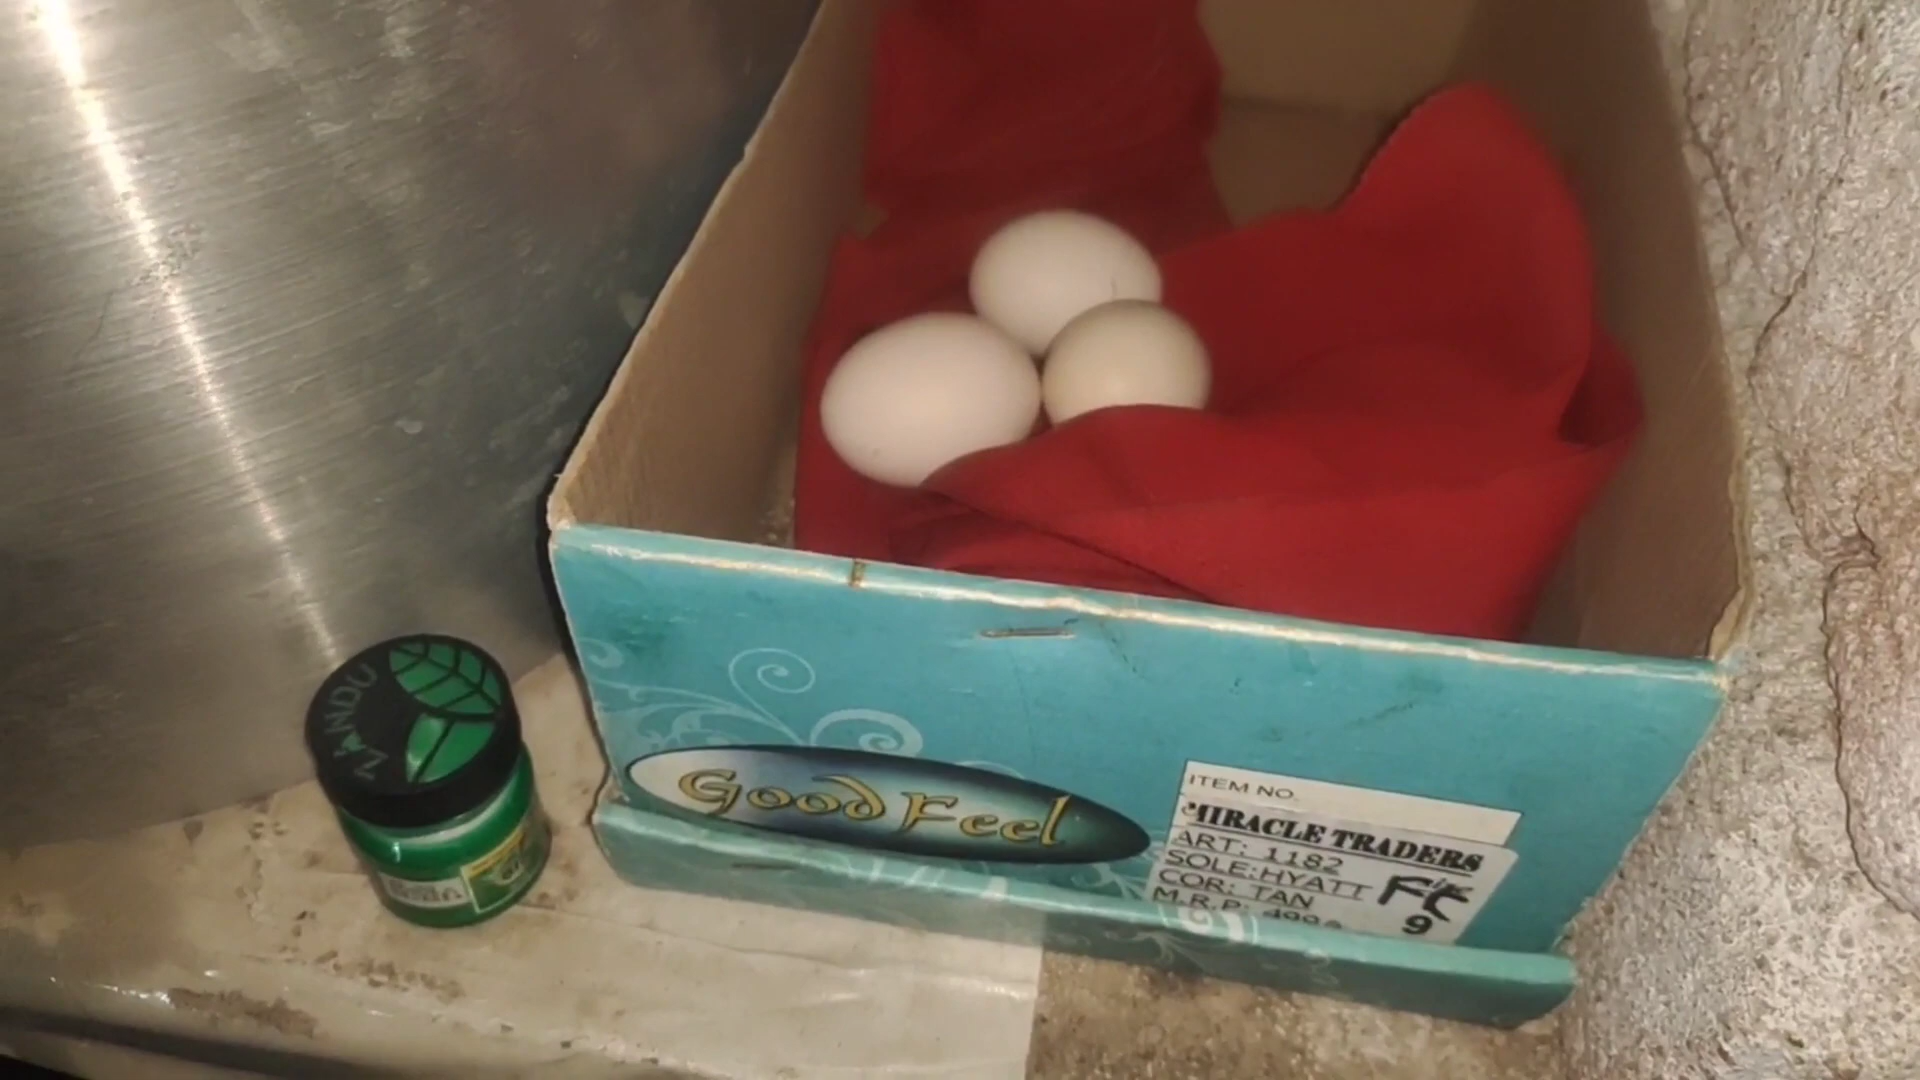 NANDU
Good Feel
ITEM NO.
MIRACLE TRADERS
ART: 1182
SOLE: HYATT
COR: TAN
M.R.P:
9